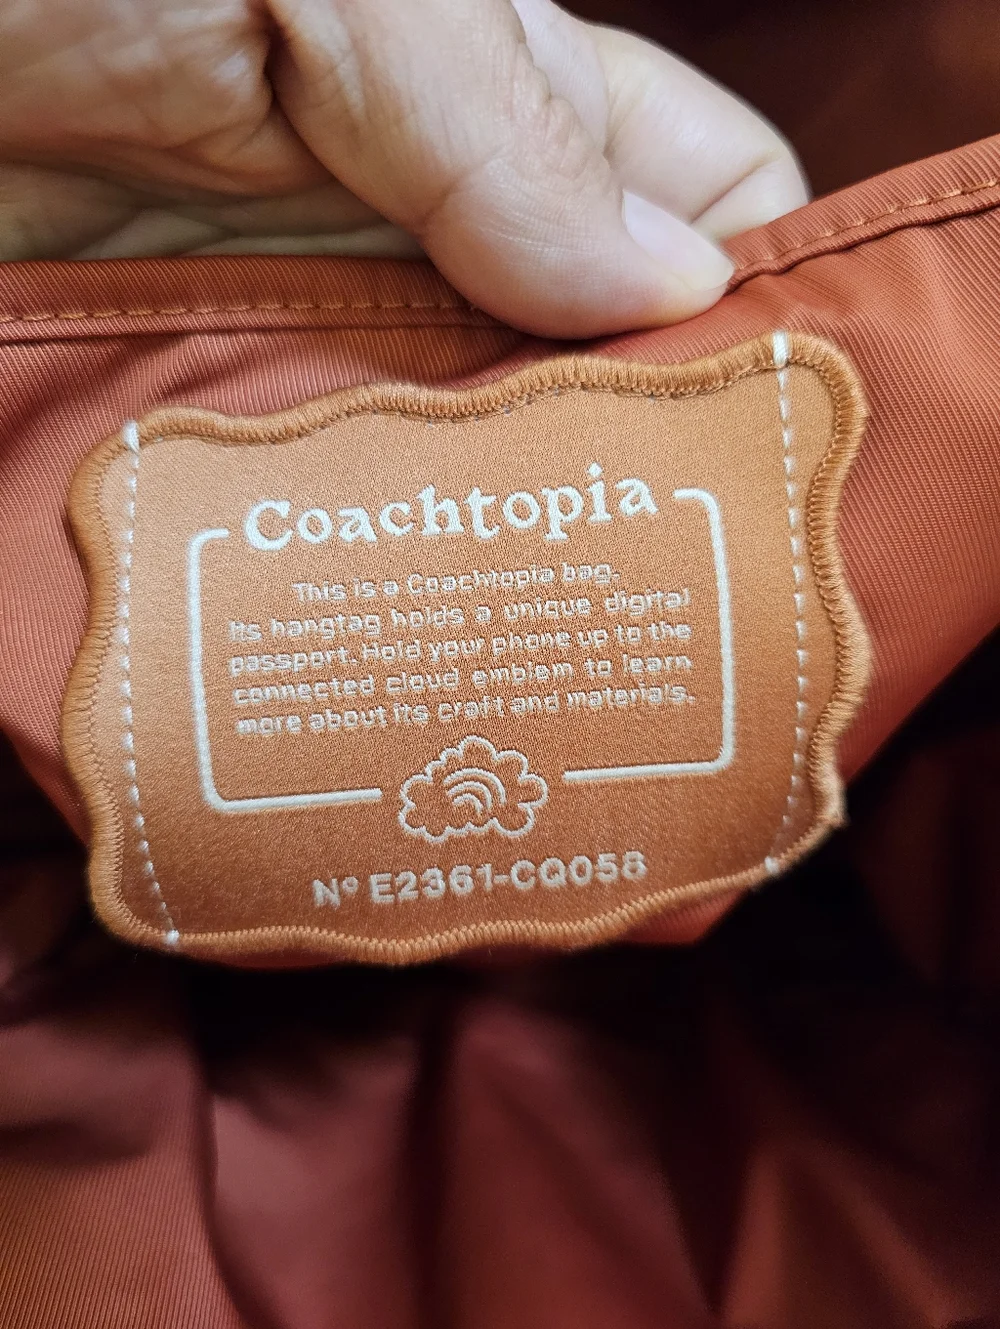 Coachtopia
This is a Coachtopia bag.
Its hangtag holds a unique digital
passport. Hold your phone up to the
connected cloud emblem to learn
more about its craft and materials.
Nº E2361-CQ058